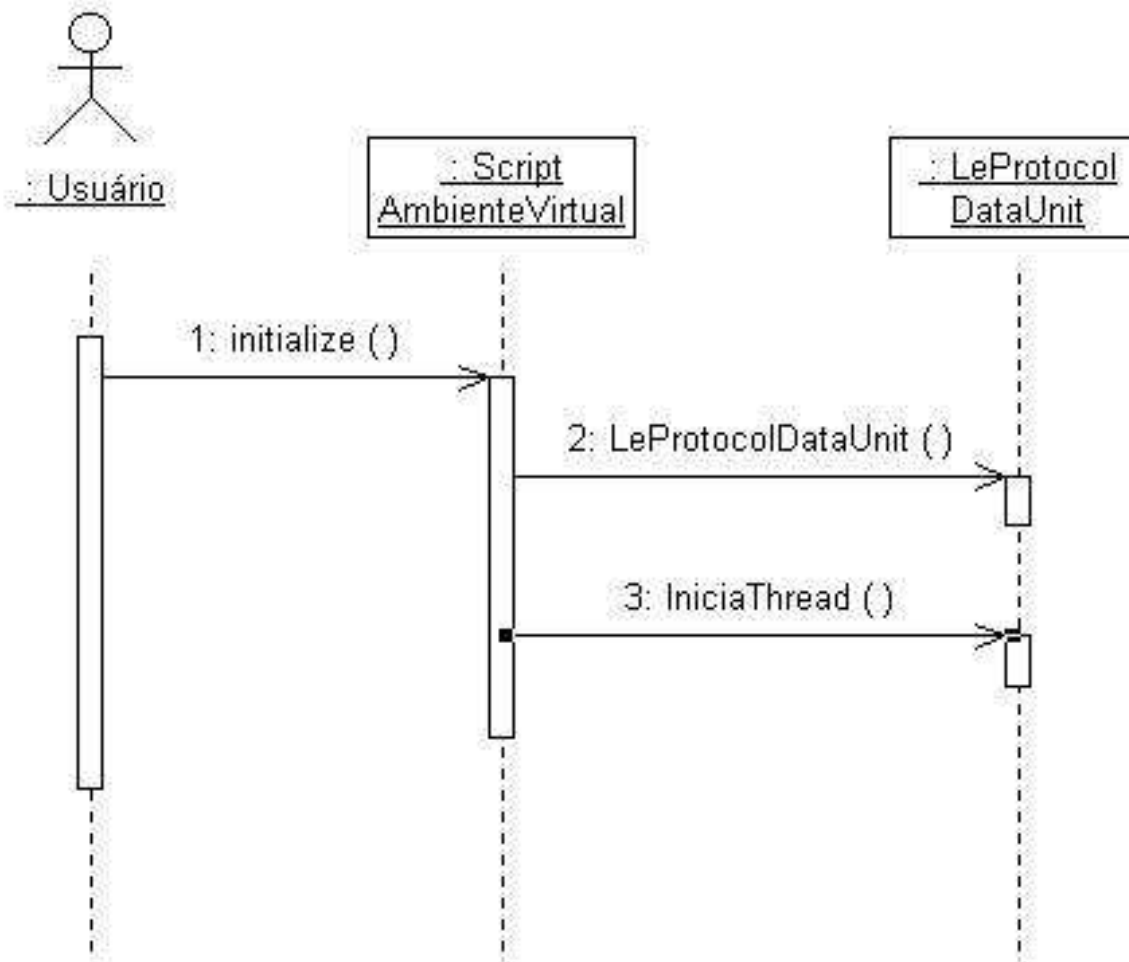 : Usuário
: Script
AmbienteVirtual
: LeProtocol
DataUnit
1: initialize ( )
2: LeProtocolDataUnit ( )
3: IniciaThread ( )